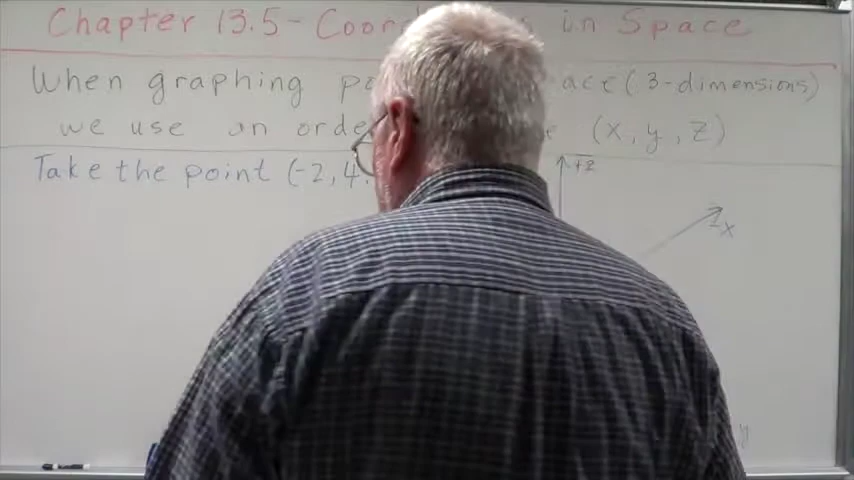 Chapter 13.5 - Coor in Space
When graphing po ace (3-dimensions)
we use an orde e (x, y, z)
Take the point (-2, 4,
+z
-x
y